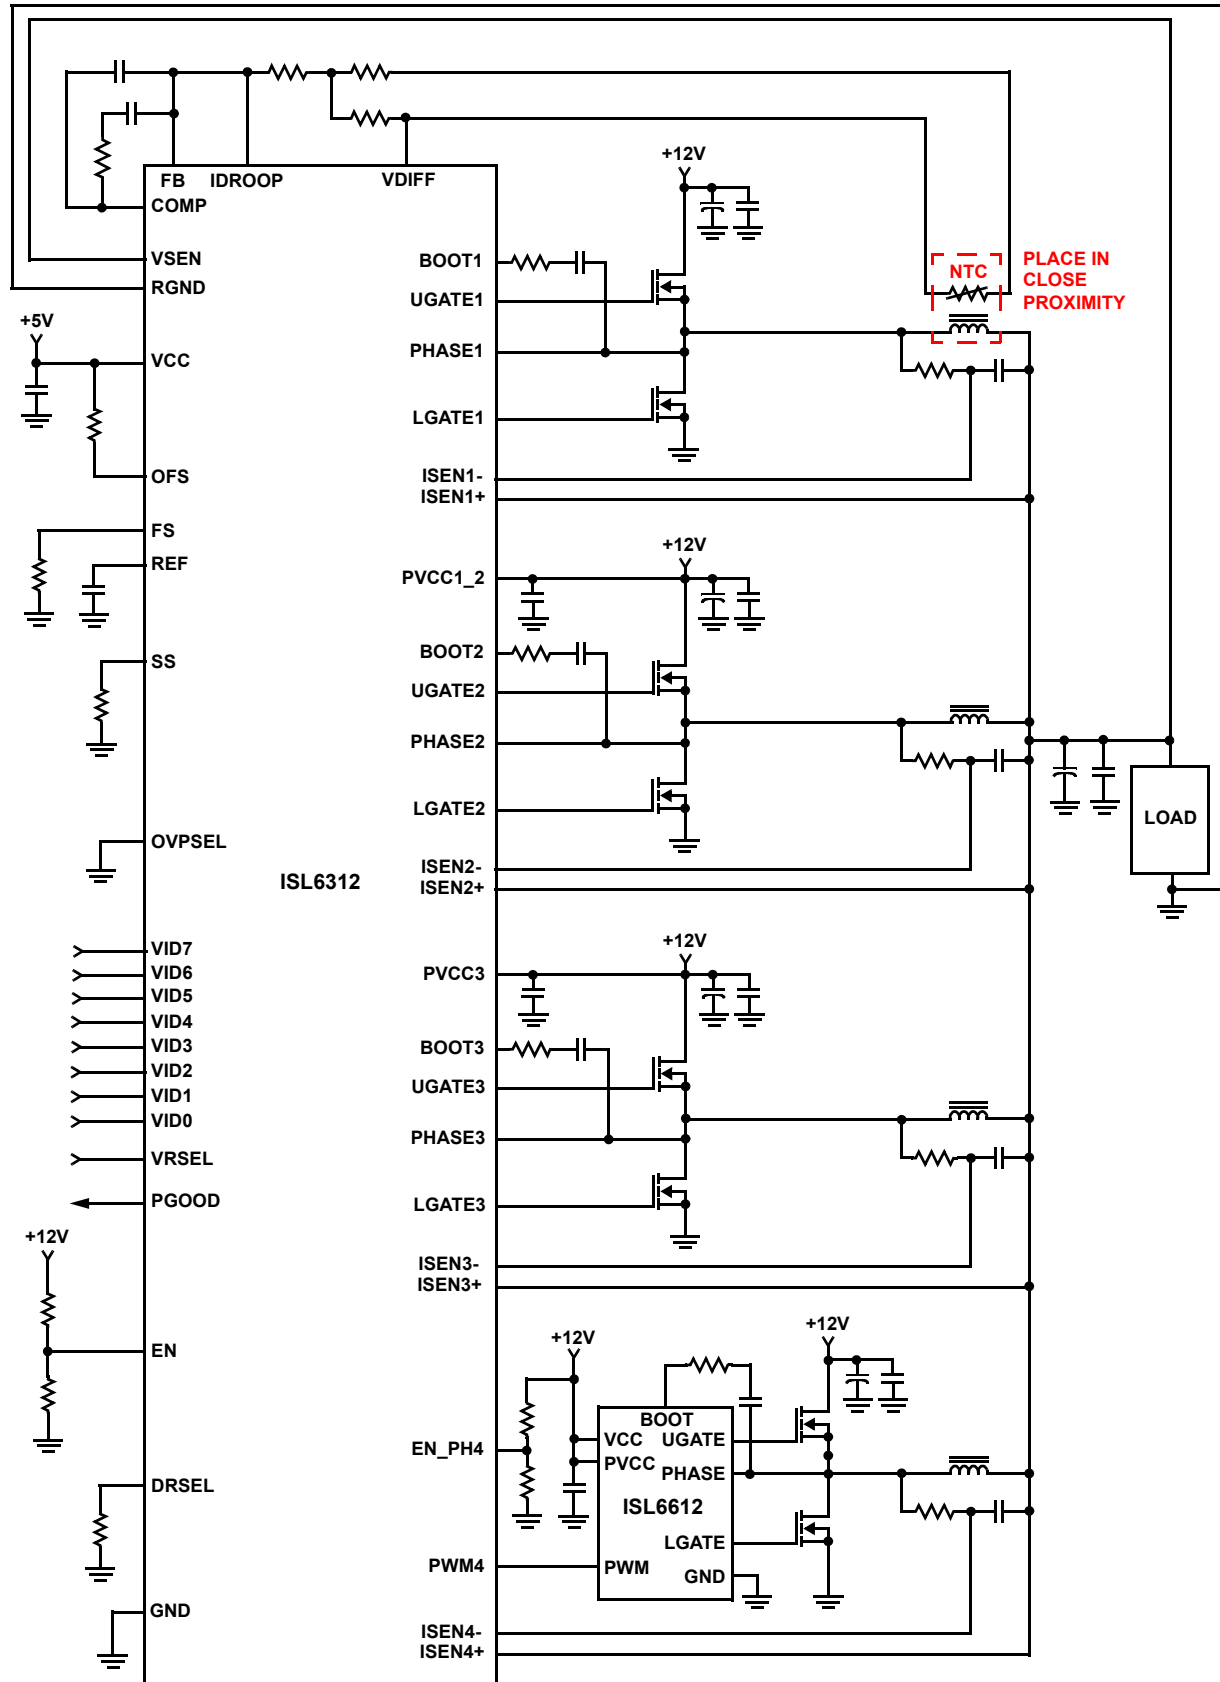 +12V
FB IDROOP VDIFF
COMP
VSEN
RGND
+5V
VCC
OFS
FS
REF
SS
OVPSEL
ISL6312
VID7
VID6
VID5
VID4
VID3
VID2
VID1
VID0
VRSEL
PGOOD
+12V
EN
DRSEL
GND
BOOT1
UGATE1
PHASE1
LGATE1
ISEN1-
ISEN1+
NTC
PLACE IN
CLOSE
PROXIMITY
+12V
PVCC1_2
BOOT2
UGATE2
PHASE2
LGATE2
ISEN2-
ISEN2+
LOAD
+12V
PVCC3
BOOT3
UGATE3
PHASE3
LGATE3
ISEN3-
ISEN3+
+12V
+12V
EN_PH4
PWM4
BOOT
VCC
UGATE
PVCC
PHASE
ISL6612
LGATE
PWM
GND
ISEN4-
ISEN4+